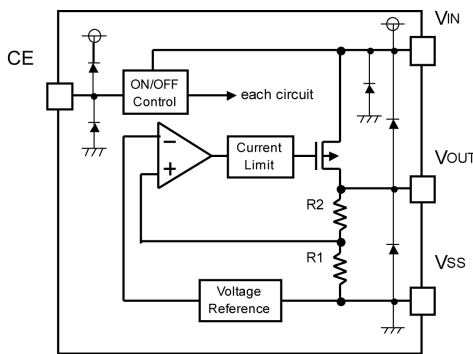 VIN
CE
ON/OFF
Control
each circuit
−
+
Current
Limit
VOUT
R2
R1
VSS
Voltage
Reference